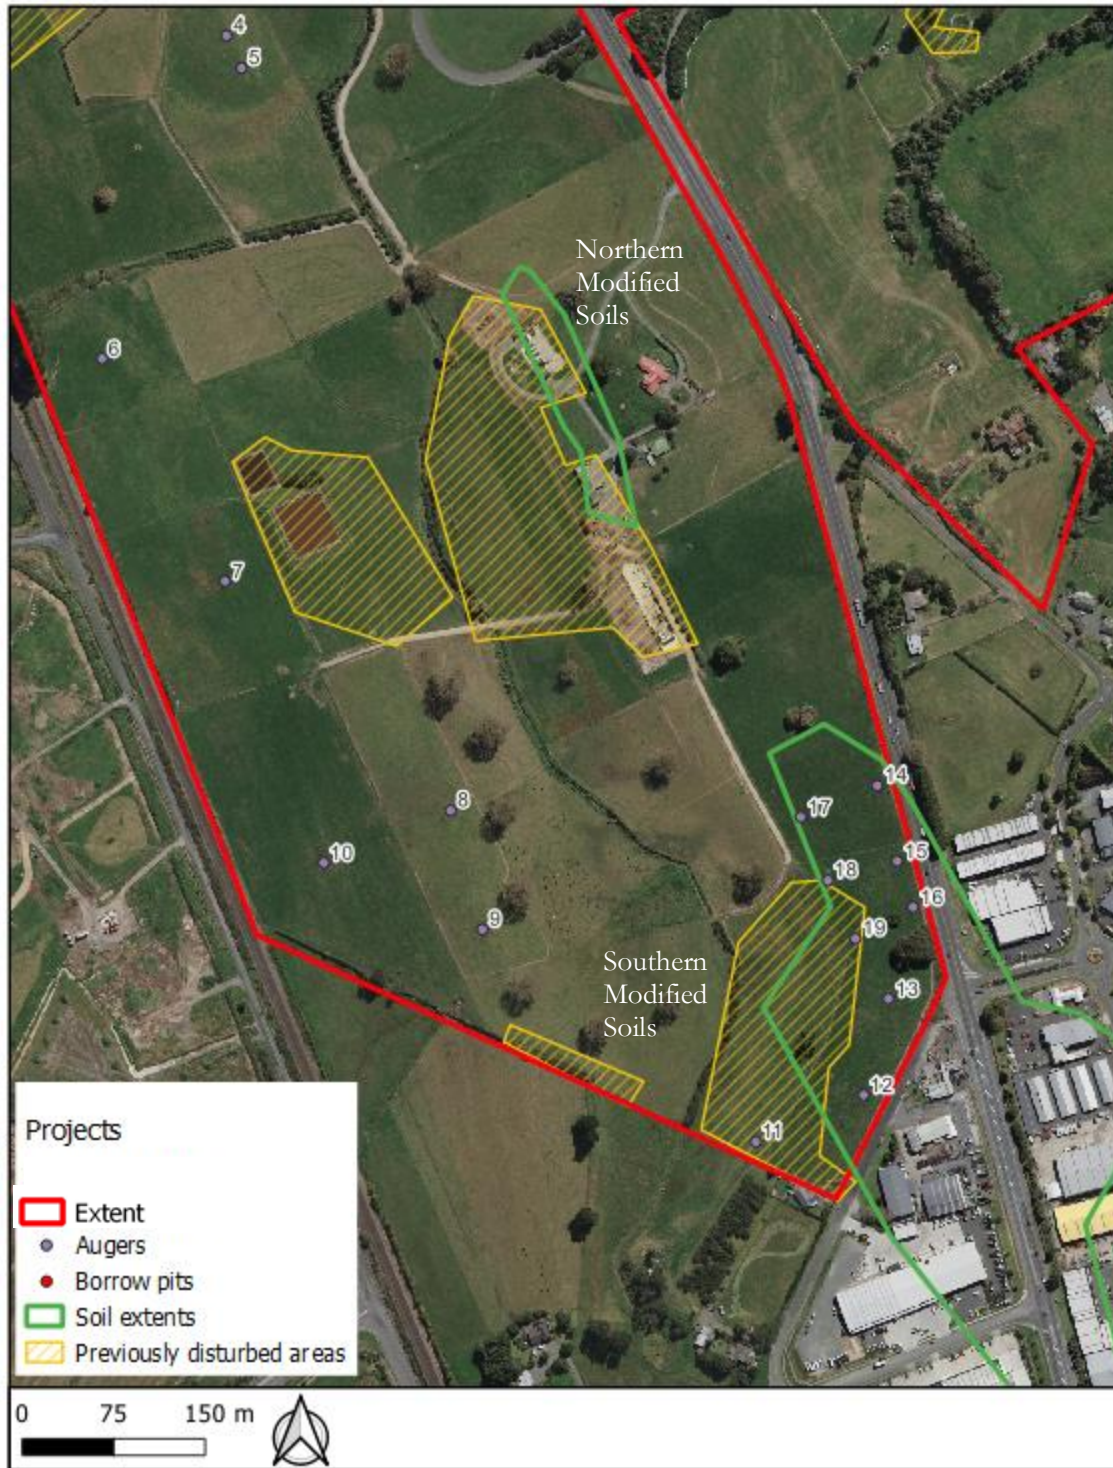 4
5
Northern
Modified
Soils
6
7
14
8
17
15
10
18
16
9
19
Southern
Modified
Soils
13
12
11
Projects
Extent
Augers
Borrow pits
Soil extents
Previously disturbed areas
0 75 150 m